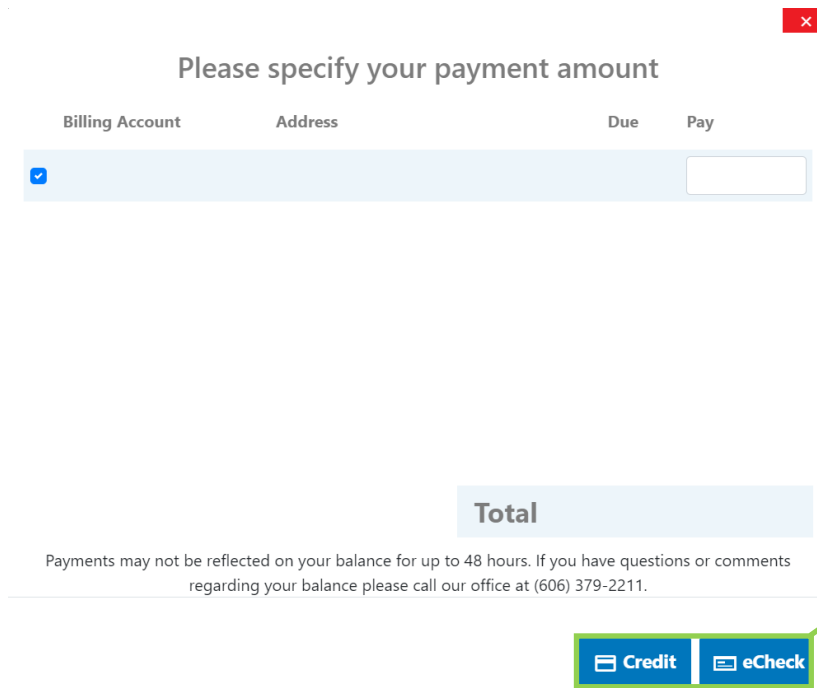 Please specify your payment amount
Billing Account Address Due Pay
Total
Payments may not be reflected on your balance for up to 48 hours. If you have questions or comments
regarding your balance please call our office at (606) 379-2211.
Credit eCheck